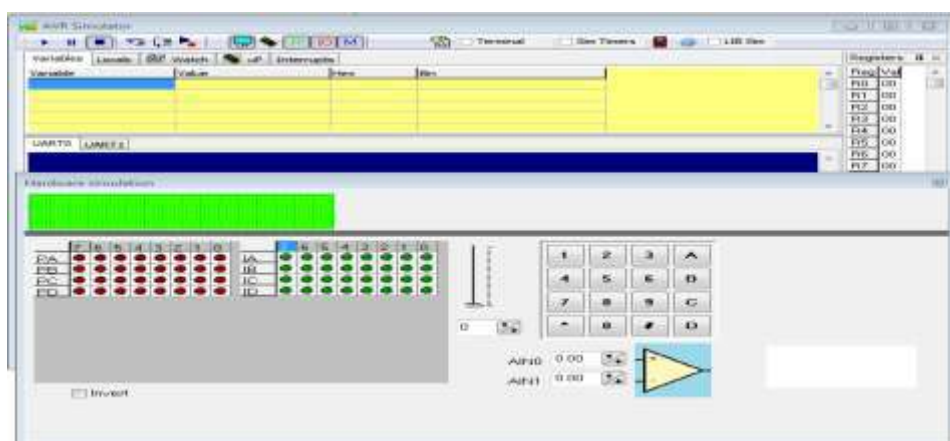 AVR Simulator
Terminal Sim Timers LIB Sim
Variables Locals Watch uP Interrupts
Variable Value Hex Bin
Registers
Reg Val
R0 00
R1 00
R2 00
R3 00
R4 00
R5 00
R6 00
R7 00
UART0 UART1
Hardware simulation
7 6 5 4 3 2 1 0
PA
PB
PC
PD
6 5 4 3 2 1 0
IA
IB
IC
ID
0
1 2 3 A
4 5 6
7 8 9 C
* # D
AIN0 0.00
AIN1 0.00
Invert